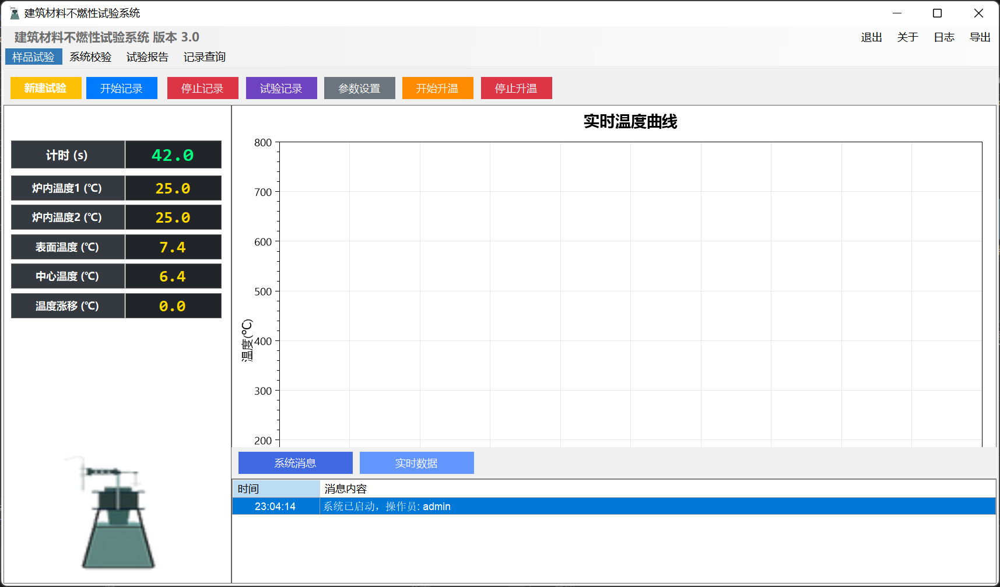 建筑材料不燃性试验系统
建筑材料不燃性试验系统 版本 3.0
退出 关于 日志 导出
样品试验 系统校验 试验报告 记录查询
新建试验 开始记录 停止记录 试验记录 参数设置 开始升温 停止升温
计时 (s) 42.0
炉内温度1 (℃) 25.0
炉内温度2 (℃) 25.0
表面温度 (℃) 7.4
中心温度 (℃) 6.4
温度涨移 (℃) 0.0
实时温度曲线
800
700
600
500
400
300
200
温度(℃)
系统消息 实时数据
时间 消息内容
23:04:14 系统已启动，操作员: admin